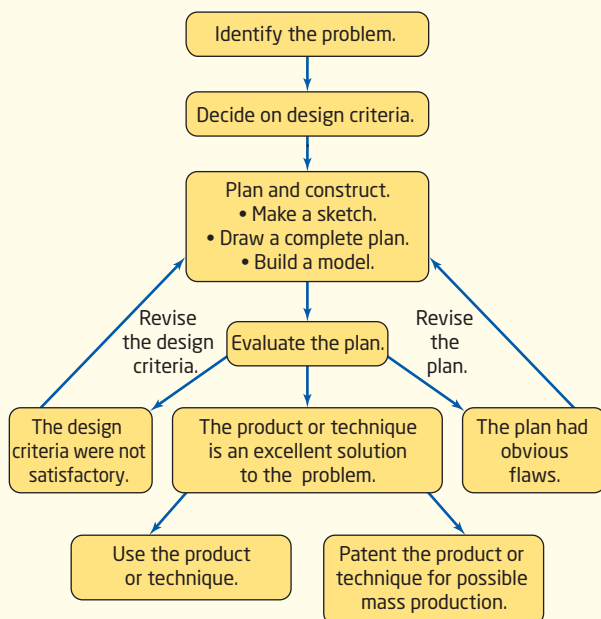 Identify the problem.
Decide on design criteria.
Plan and construct.
• Make a sketch.
• Draw a complete plan.
• Build a model.
Revise
the design
criteria.
Evaluate the plan.
Revise
the
plan.
The design
criteria were not
satisfactory.
The product or technique
is an excellent solution
to the problem.
The plan had
obvious
flaws.
Use the product
or technique.
Patent the product or
technique for possible
mass production.